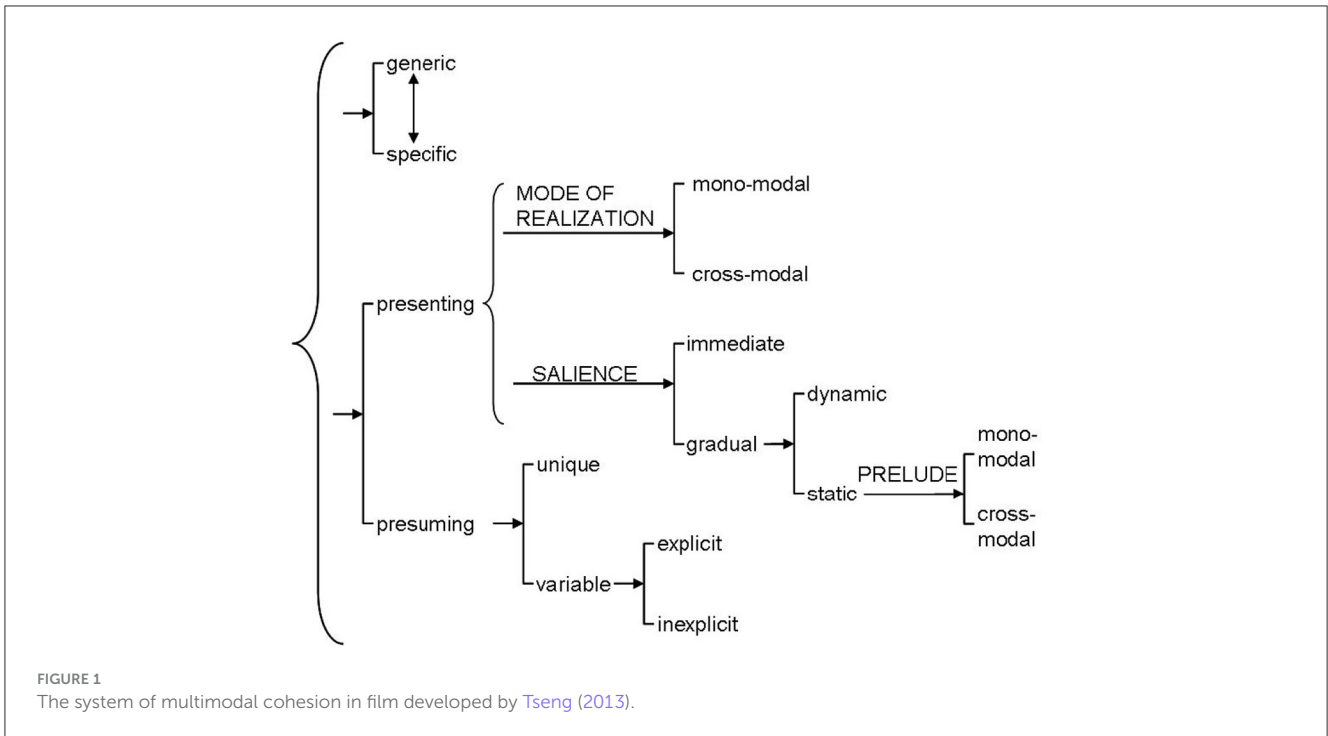 generic
specific
MODE OF
REALIZATION
mono-modal
cross-modal
presenting
immediate
SALIENCE
dynamic
gradual
mono-
modal
unique
PRELUDE
static
cross-
modal
presuming
explicit
variable
inexplicit
FIGURE 1
The system of multimodal cohesion in film developed by Tseng (2013).